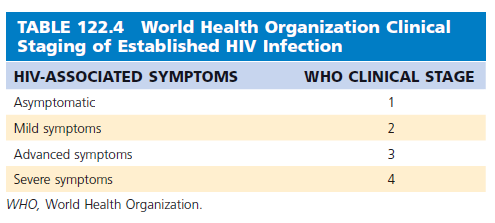 TABLE 122.4 World Health Organization Clinical
Staging of Established HIV Infection
HIV-ASSOCIATED SYMPTOMS WHO CLINICAL STAGE
Asymptomatic 1
Mild symptoms 2
Advanced symptoms 3
Severe symptoms 4
WHO, World Health Organization.